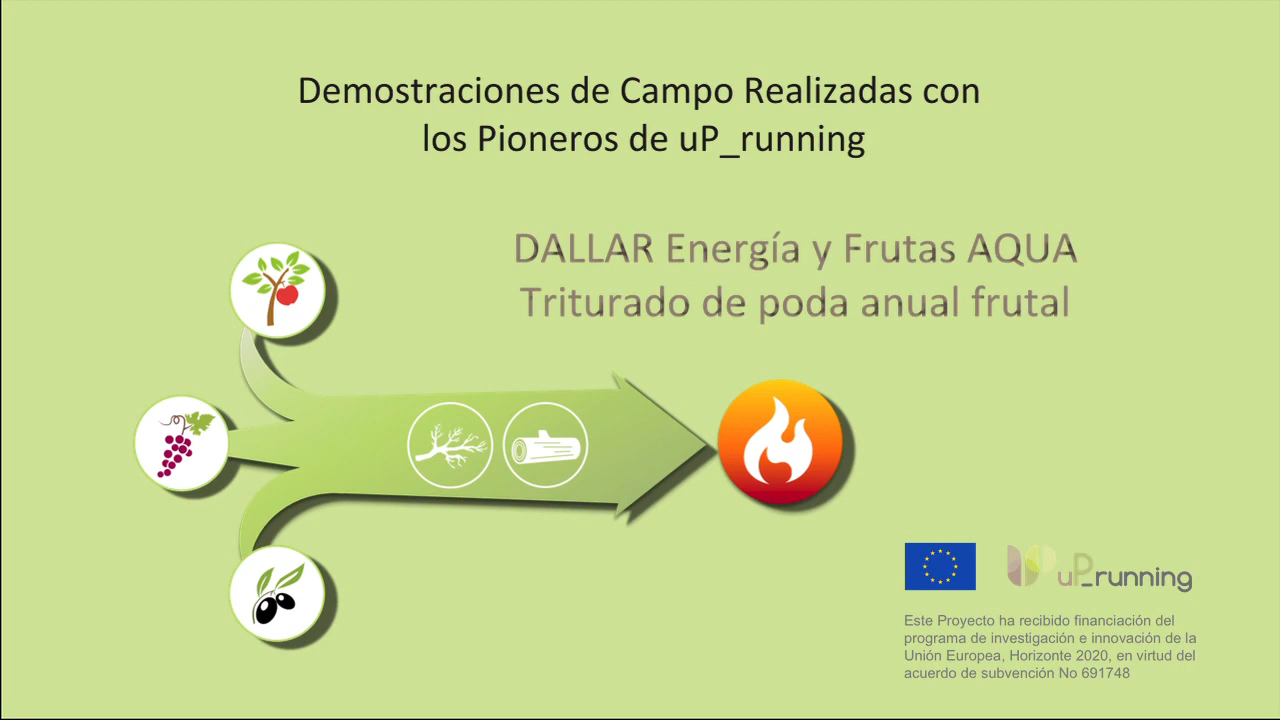 Demostraciones de Campo Realizadas con
los Pioneros de uP_running
DALLAR Energía y Frutas AQUA
Triturado de poda anual frutal
uP_running
Este Proyecto ha recibido financiación del
programa de investigación e innovación de la
Unión Europea, Horizonte 2020, en virtud del
acuerdo de subvención No 691748